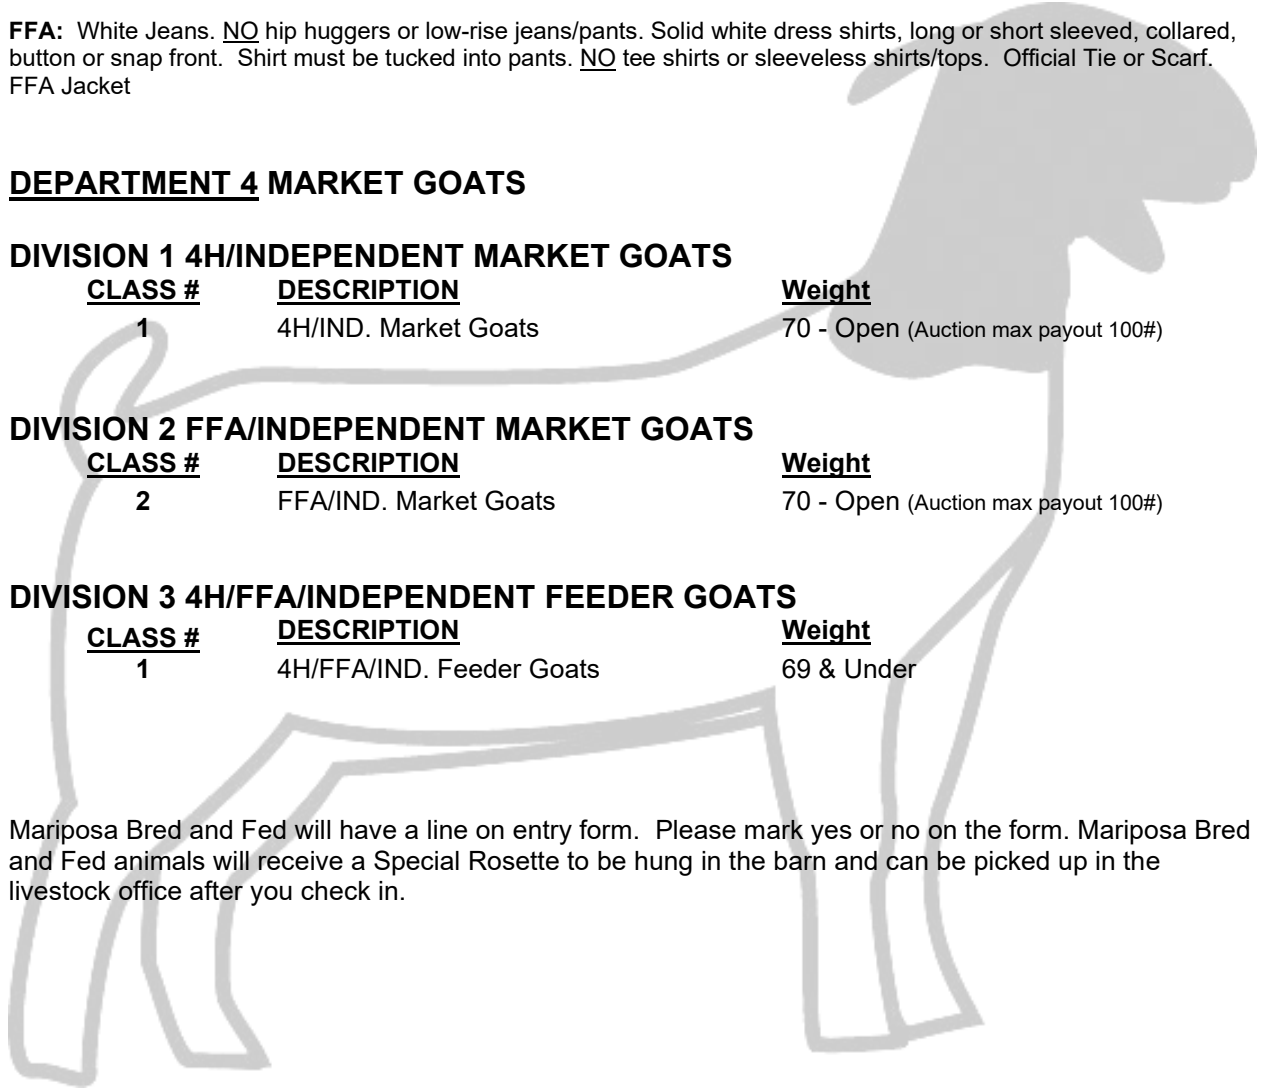 FFA: White Jeans. NO hip huggers or low-rise jeans/pants. Solid white dress shirts, long or short sleeved, collared,
button or snap front. Shirt must be tucked into pants. NO tee shirts or sleeveless shirts/tops. Official Tie or Scarf.
FFA Jacket
DEPARTMENT 4 MARKET GOATS
DIVISION 1 4H/INDEPENDENT MARKET GOATS
CLASS # DESCRIPTION Weight
1 4H/IND. Market Goats 70 - Open (Auction max payout 100#)
DIVISION 2 FFA/INDEPENDENT MARKET GOATS
CLASS # DESCRIPTION Weight
2 FFA/IND. Market Goats 70 - Open (Auction max payout 100#)
DIVISION 3 4H/FFA/INDEPENDENT FEEDER GOATS
CLASS # DESCRIPTION Weight
1 4H/FFA/IND. Feeder Goats 69 & Under
Mariposa Bred and Fed will have a line on entry form. Please mark yes or no on the form. Mariposa Bred
and Fed animals will receive a Special Rosette to be hung in the barn and can be picked up in the
livestock office after you check in.